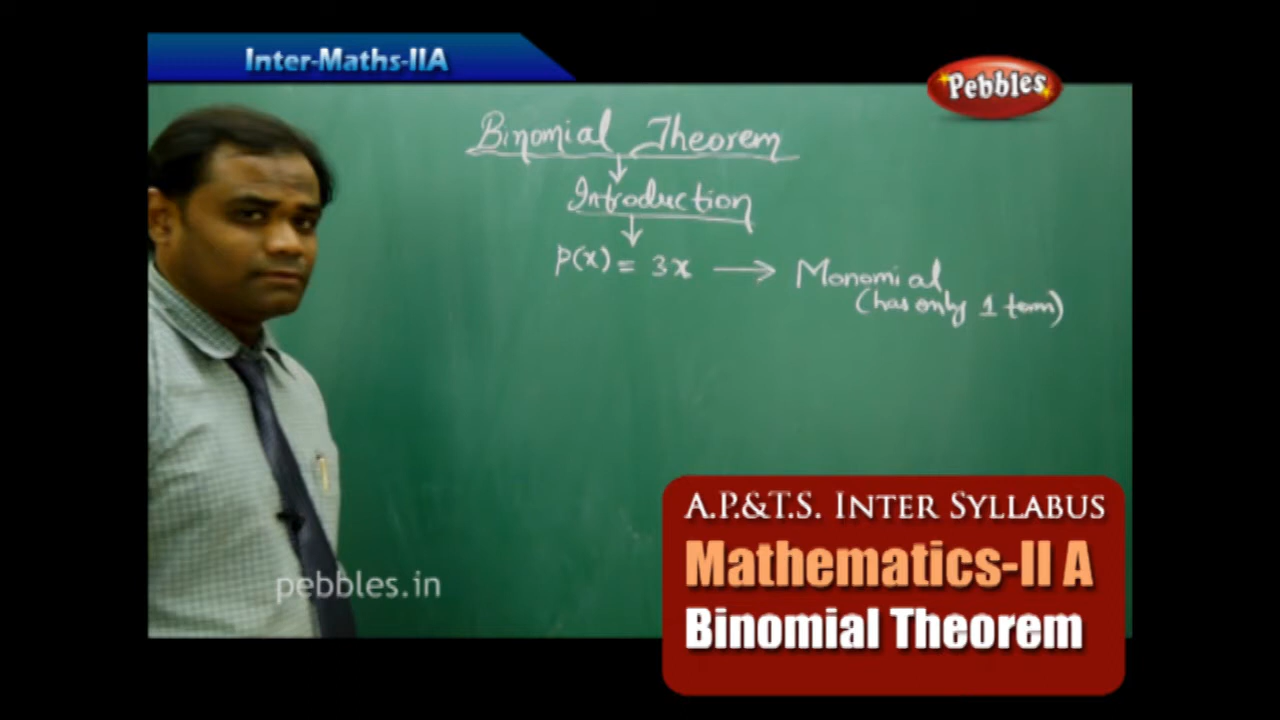 Inter-Maths-IIA
Pebbles
Binomial Theorem
Introduction
P(x) = 3x → Monomial
(has only 1 term)
A.P.&T.S. INTER SYLLABUS
Mathematics-II A
Binomial Theorem
pebbles.in